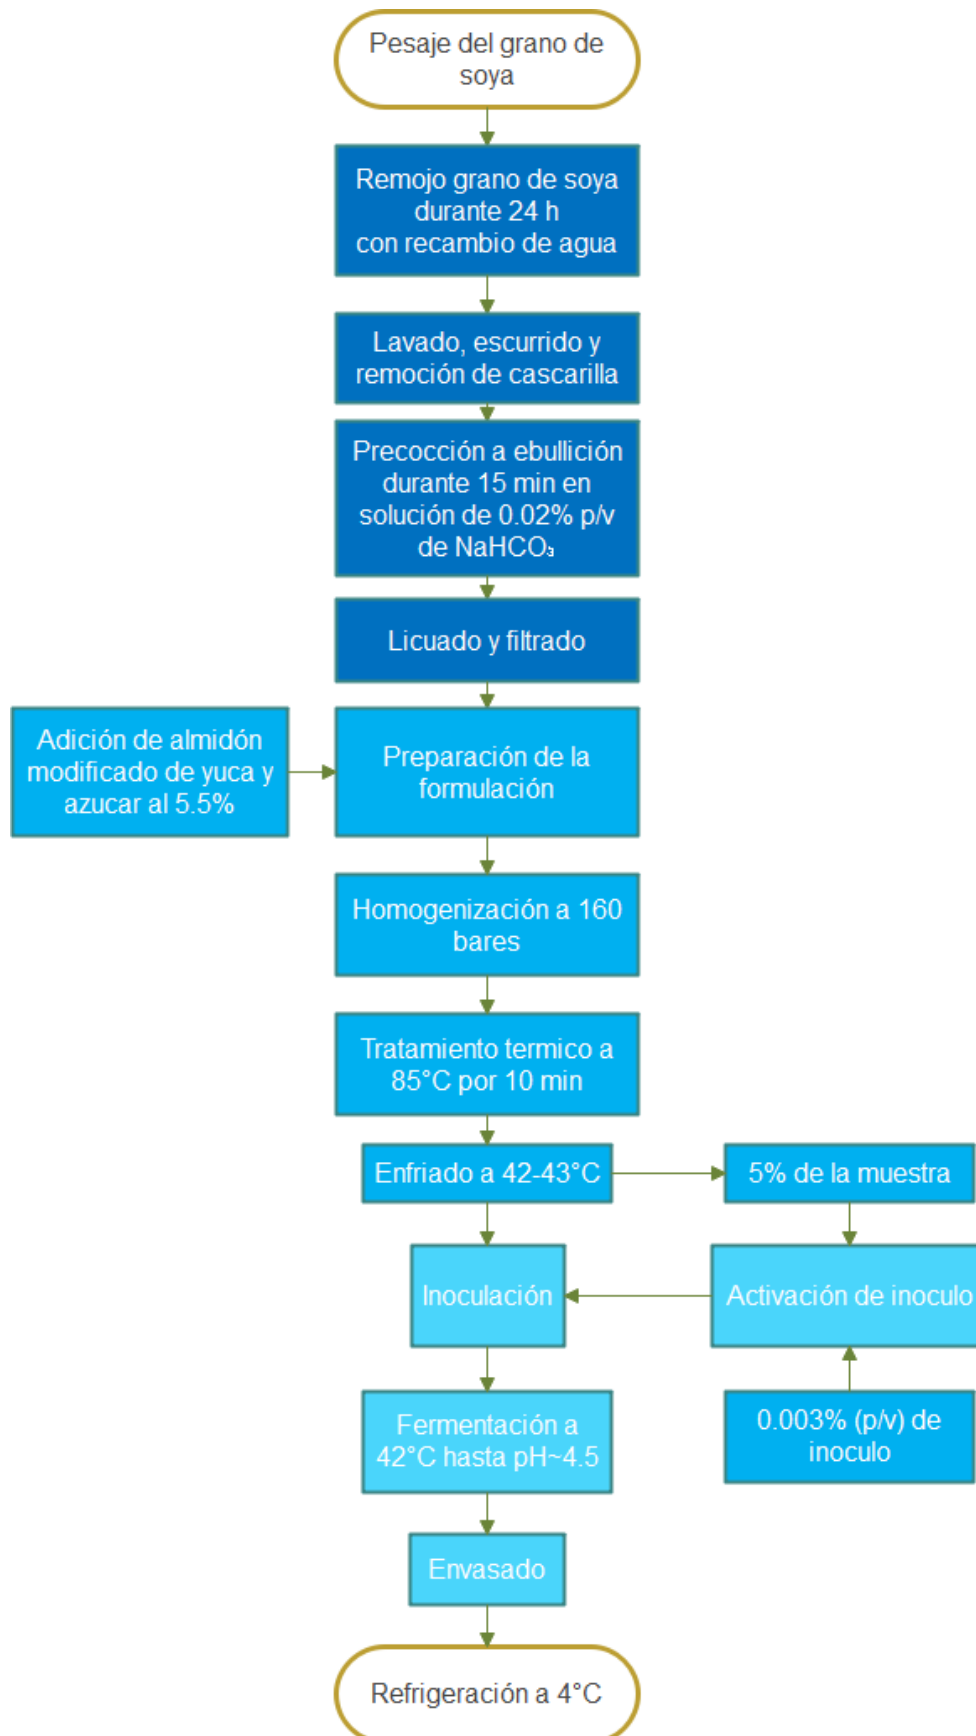 Pesaje del grano de
soya
Remojo grano de soya
durante 24 h
con recambio de agua
Lavado, escurrido y
remoción de cascarilla
Precocción a ebullición
durante 15 min en
solución de 0.02% p/v
de NaHCO₃
Licuado y filtrado
Adición de almidón
modificado de yuca y
azucar al 5.5%
Preparación de la
formulación
Homogenización a 160
bares
Tratamiento termico a
85°C por 10 min
Enfriado a 42-43°C
5% de la muestra
Inoculación
Activación de inoculo
Fermentación a
42°C hasta pH~4.5
0.003% (p/v) de
inoculo
Envasado
Refrigeración a 4°C